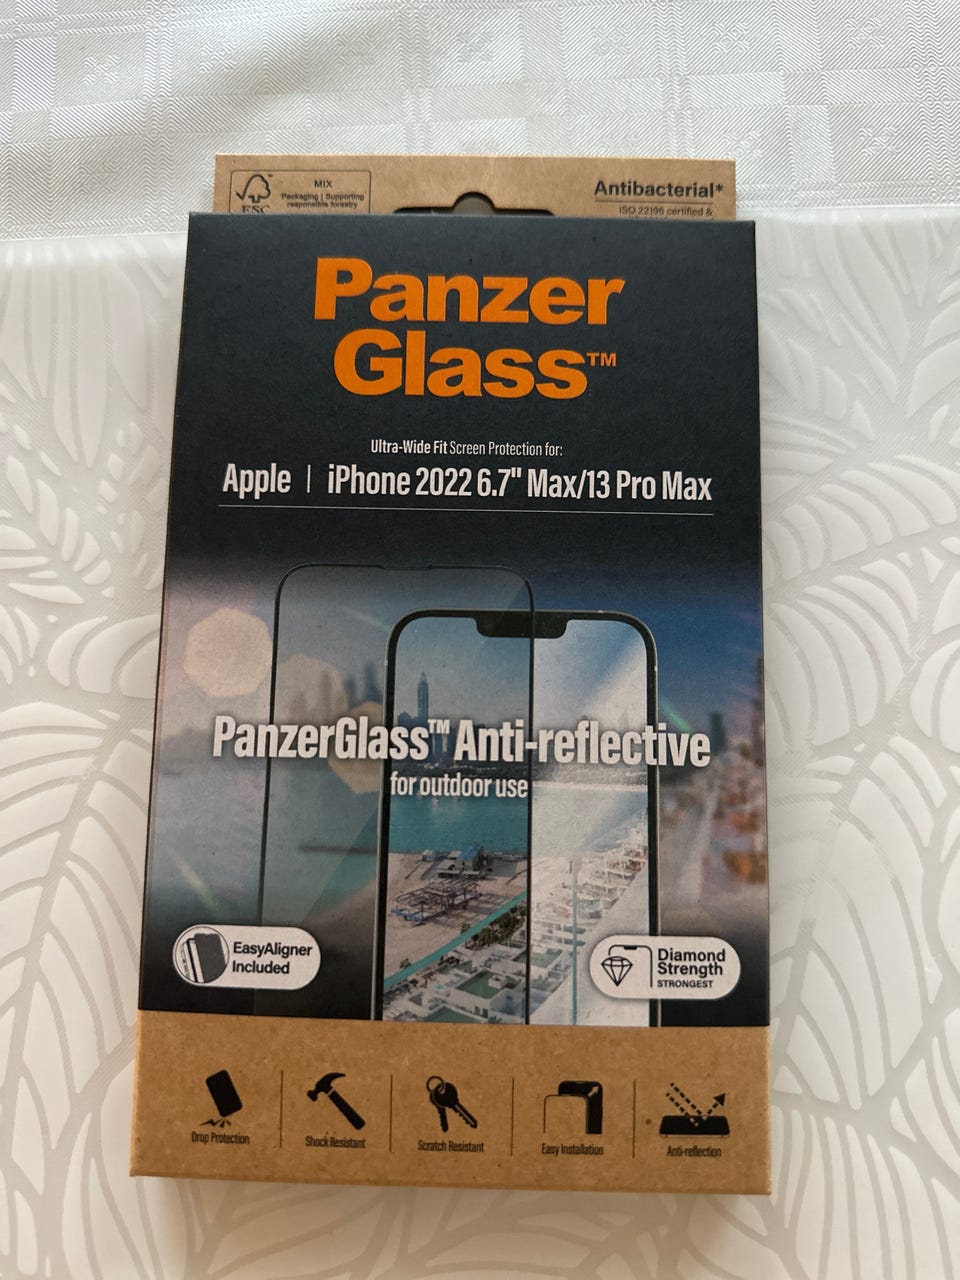 FSC
MIX
Packaging | Supporting
responsible forestry
Antibacterial*
ISO 22196 certified &
Panzer
Glass™
Ultra-Wide Fit Screen Protection for:
Apple | iPhone 2022 6.7" Max/13 Pro Max
PanzerGlass™ Anti-reflective
for outdoor use
EasyAligner
Included
Diamond
Strength
STRONGEST
Drop Protection
Shock Resistant
Scratch Resistant
Easy Installation
Anti-reflection